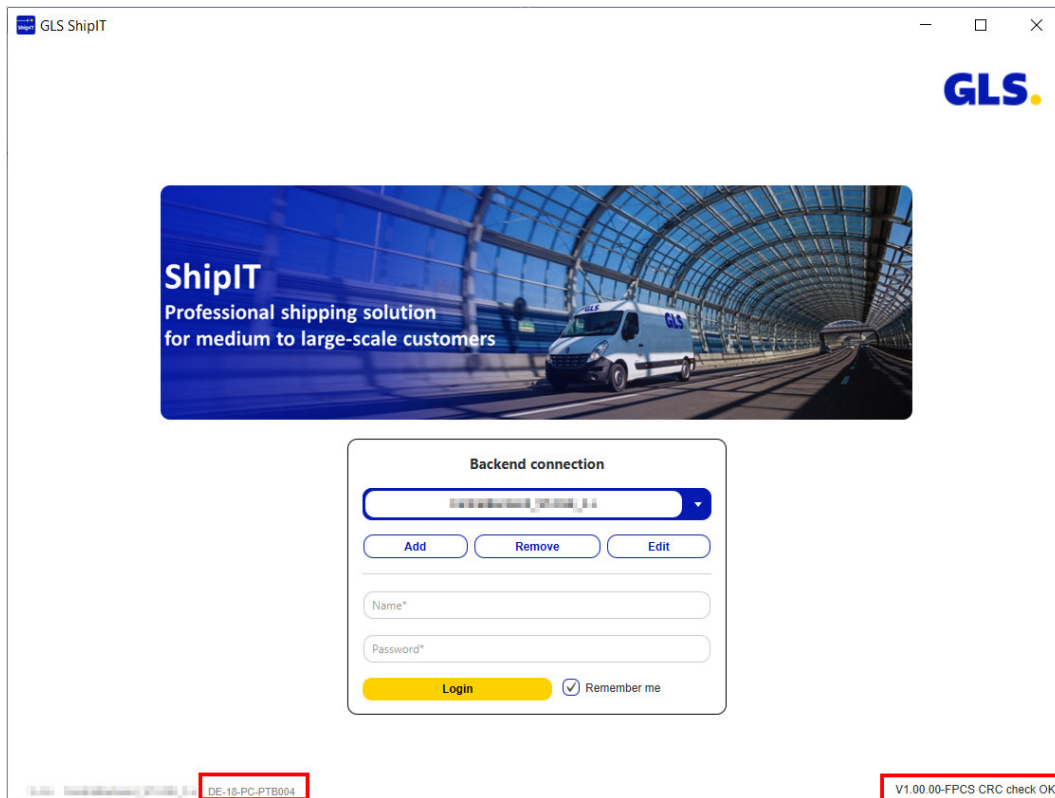 GLS ShipIT
GLS.
ShipIT
Professional shipping solution
for medium to large-scale customers
GLS
GLS
Backend connection
Add Remove Edit
Name*
Password*
Login Remember me
DE-18-PC-PTB004 V1.00.00-FPCS CRC check OK